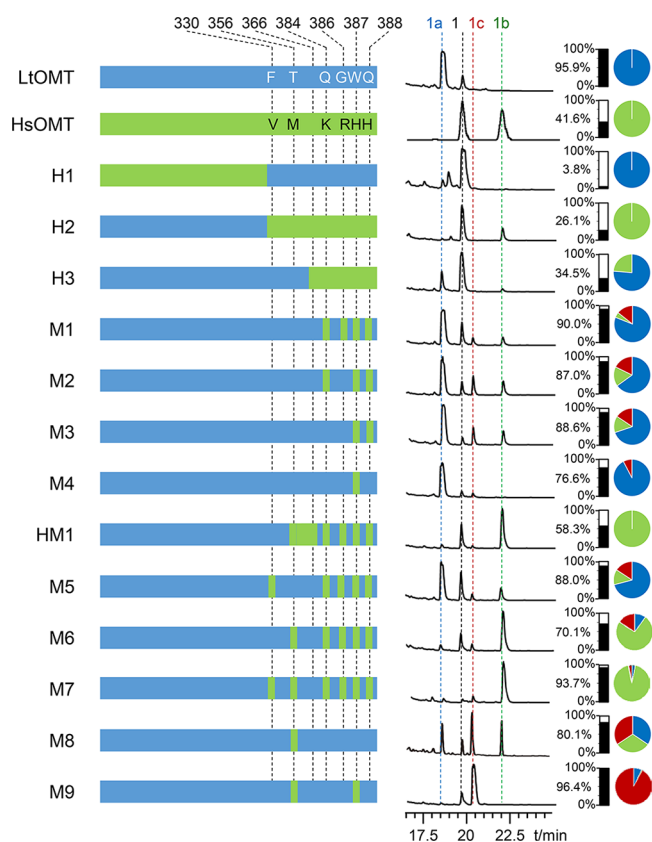 330 356 366 384 386 387 388 1a 1 1c 1b
LtOMT F T Q GWQ 100% 95.9% 0%
HsOMT V M K RHH 100% 41.6% 0%
H1 100% 3.8% 0%
H2 100% 26.1% 0%
H3 100% 34.5% 0%
M1 100% 90.0% 0%
M2 100% 87.0% 0%
M3 100% 88.6% 0%
M4 100% 76.6% 0%
HM1 100% 58.3% 0%
M5 100% 88.0% 0%
M6 100% 70.1% 0%
M7 100% 93.7% 0%
M8 100% 80.1% 0%
M9 100% 96.4% 0%
17.5 20 22.5 t/min